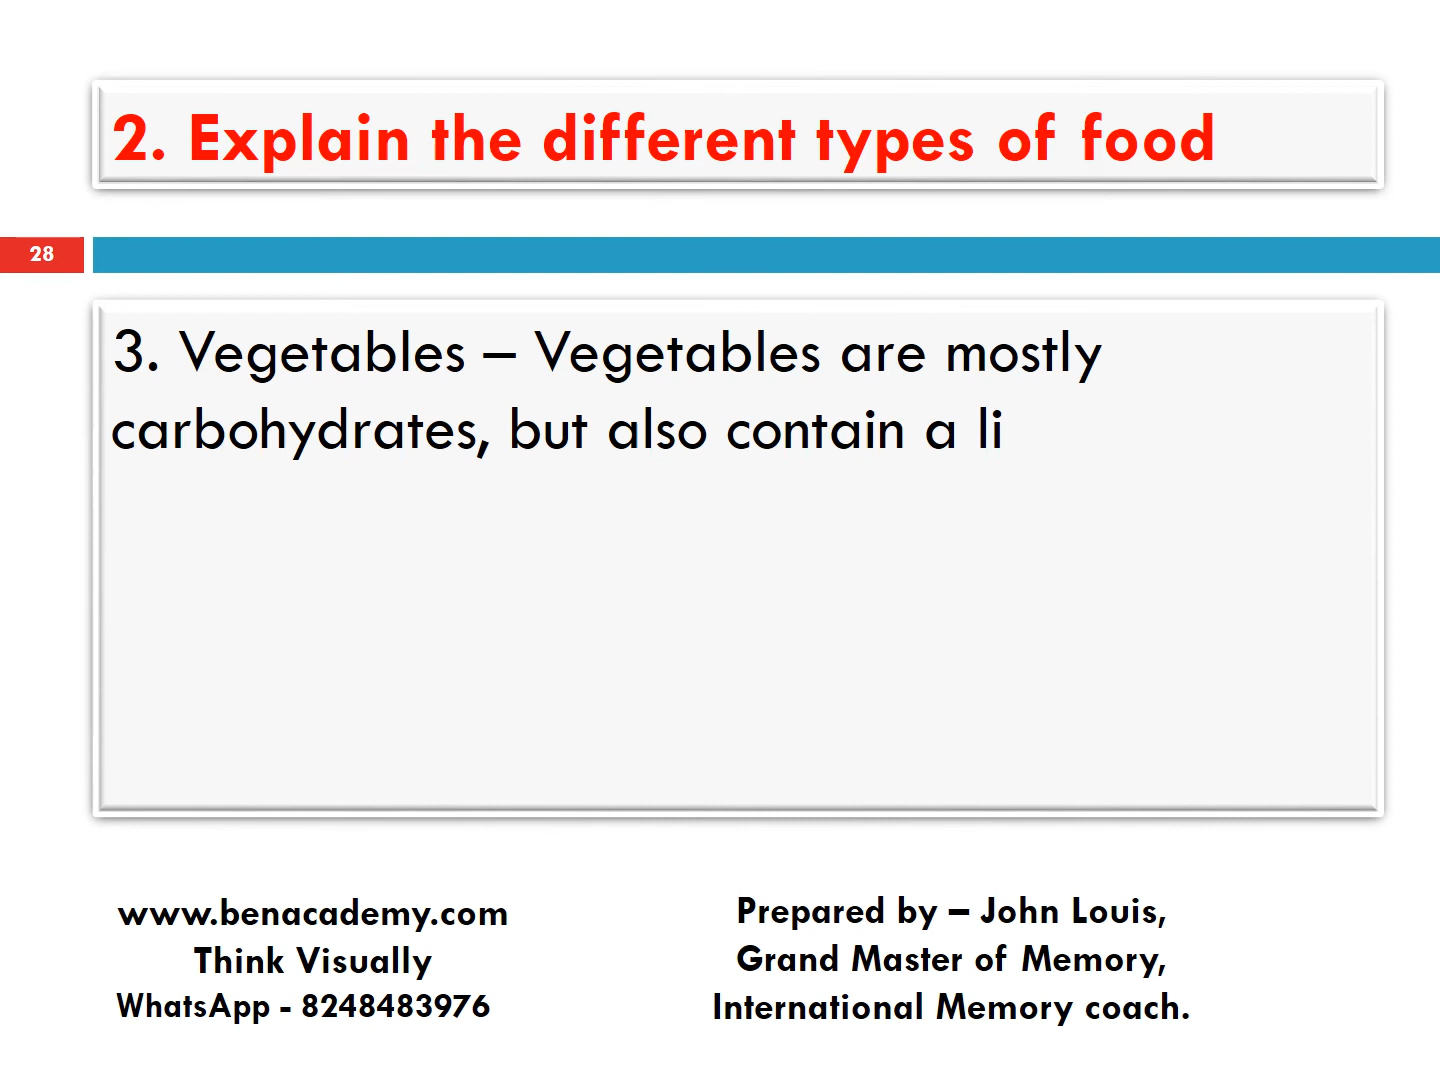 2. Explain the different types of food
28
3. Vegetables – Vegetables are mostly
carbohydrates, but also contain a li
www.benacademy.com
Think Visually
WhatsApp - 8248483976
Prepared by – John Louis,
Grand Master of Memory,
International Memory coach.